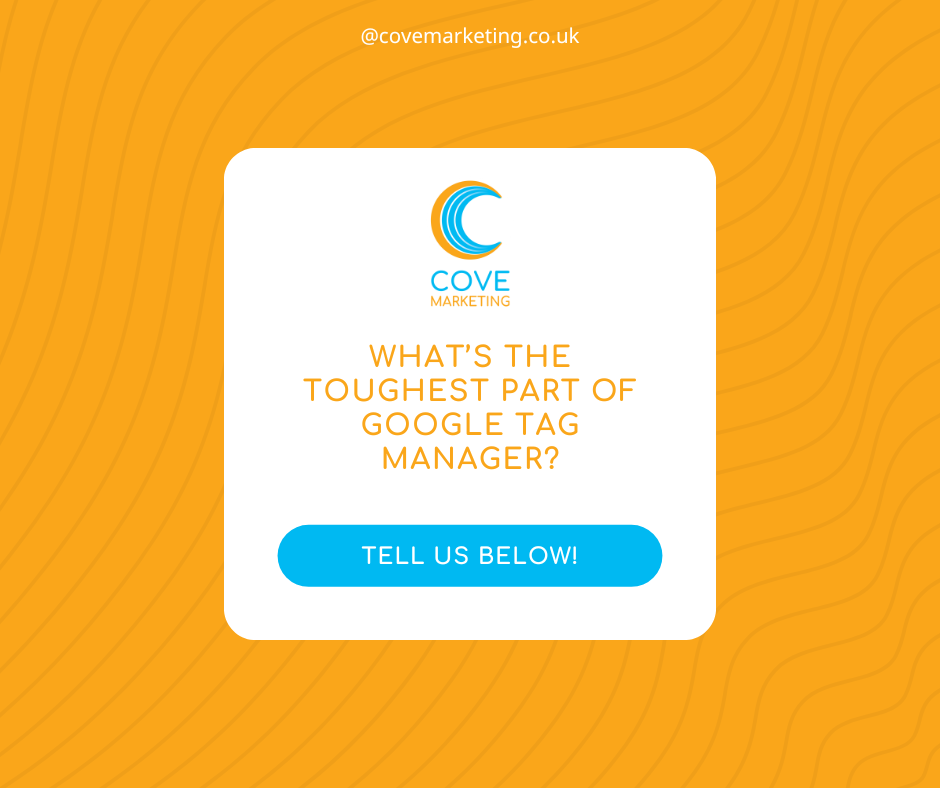 @covemarketing.co.uk
COVE
MARKETING
WHAT’S THE
TOUGHEST PART OF
GOOGLE TAG
MANAGER?
TELL US BELOW!